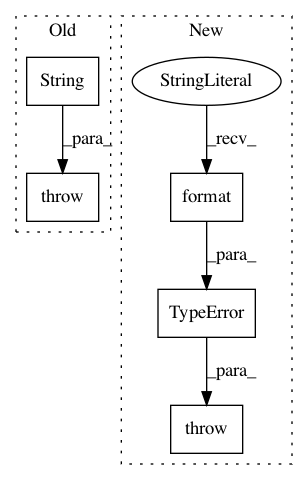 Old
String
_para_
throw
New
StringLiteral
_recv_
format
_para_
TypeError
_para_
throw